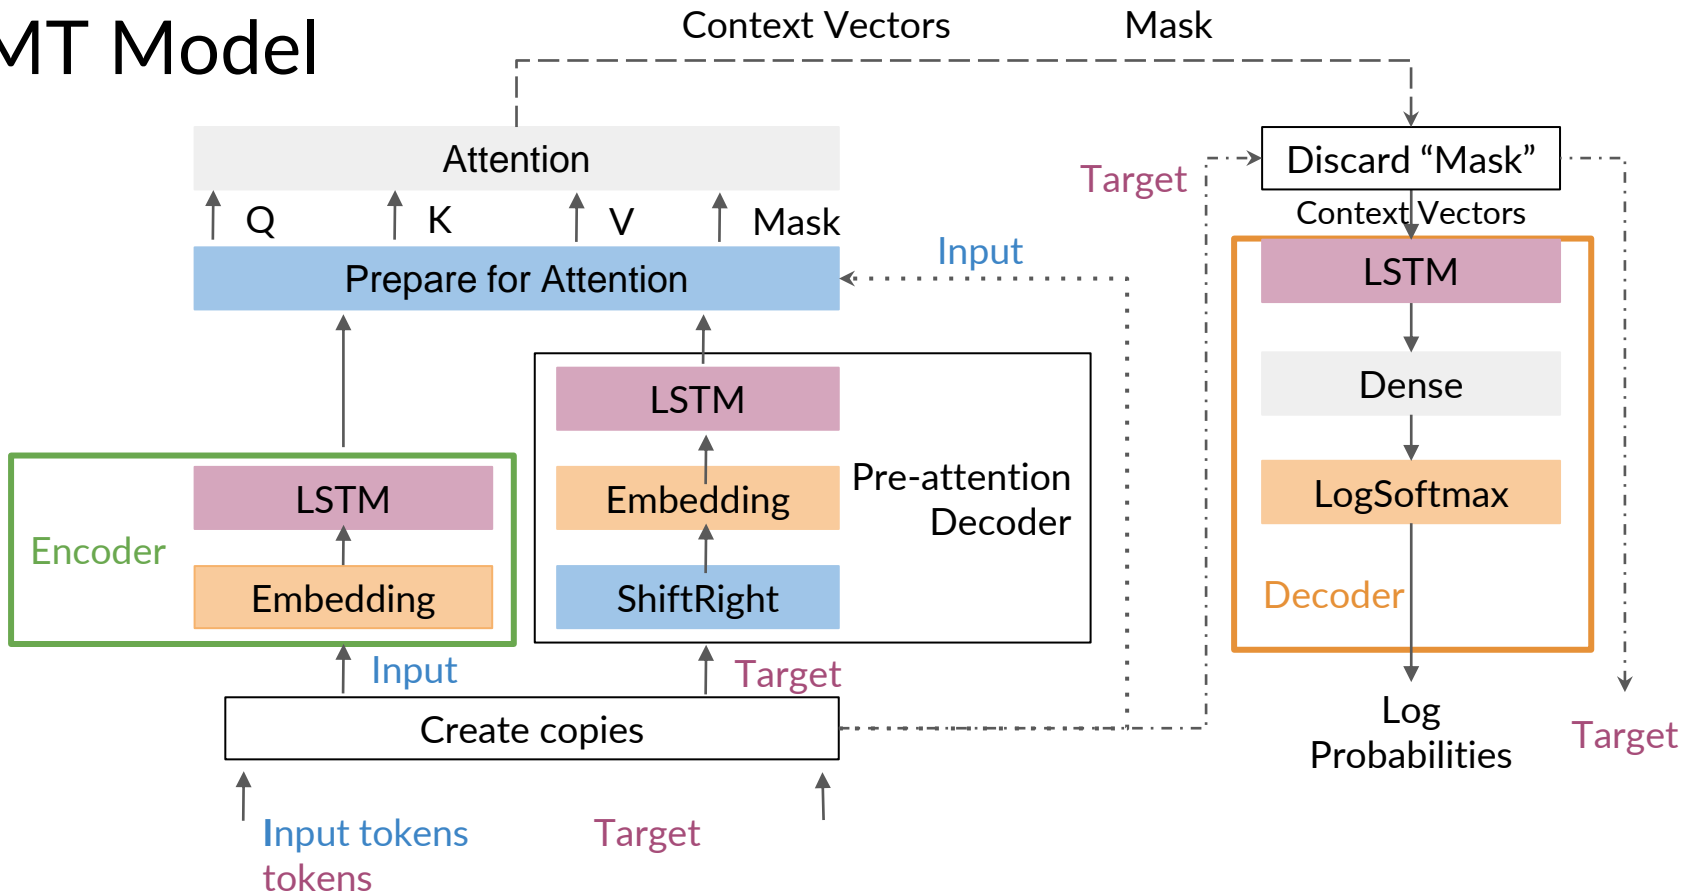 MT Model
Context Vectors
Mask
Attention
Discard “Mask”
Target
Q
K
V
Mask
Context Vectors
Prepare for Attention
Input
LSTM
LSTM
Dense
Pre-attention
Decoder
LSTM
Embedding
LogSoftmax
Encoder
Embedding
ShiftRight
Decoder
Input
Target
Create copies
Log
Probabilities
Target
Input tokens
Target
tokens